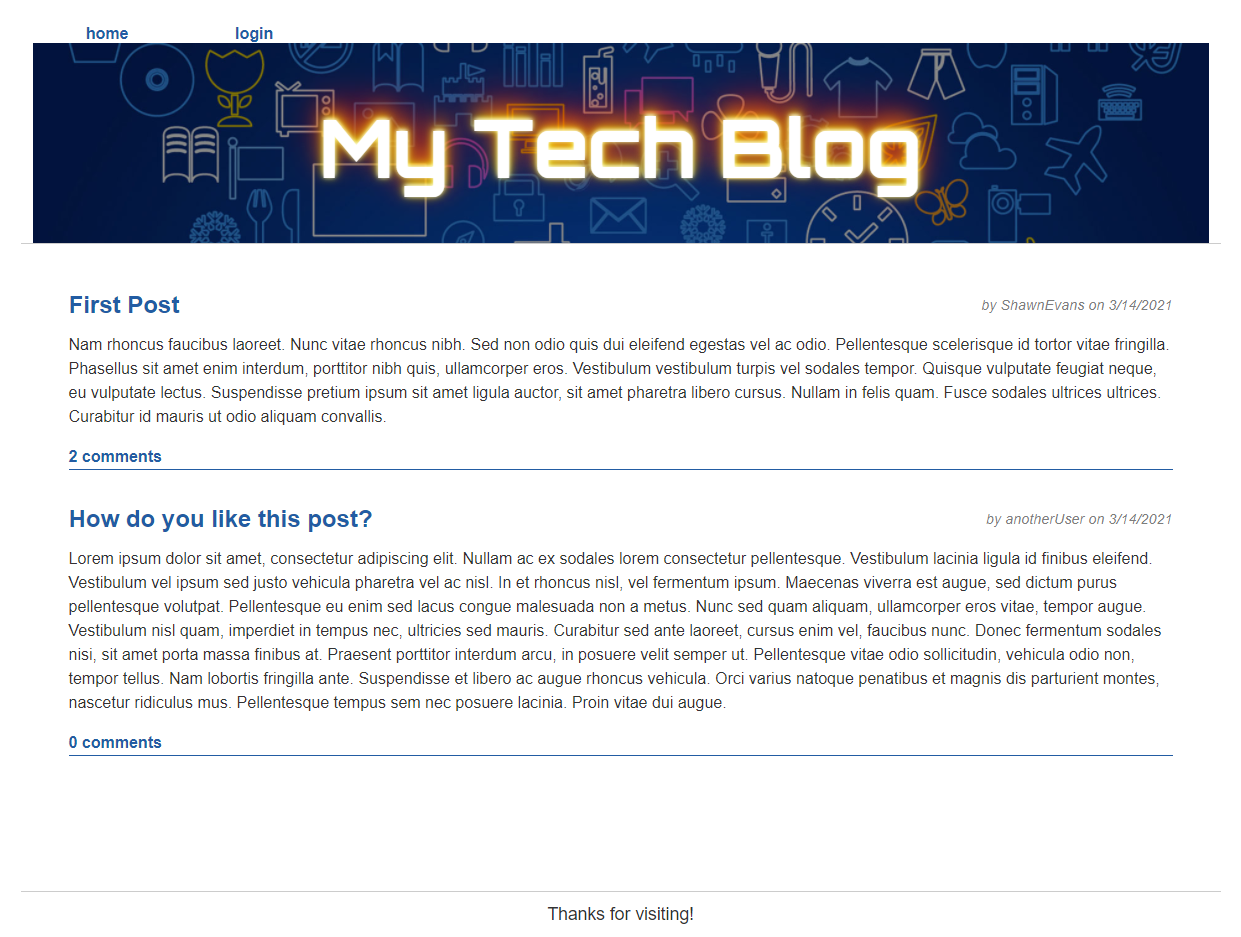 home login
My Tech Blog
First Post
by ShawnEvans on 3/14/2021
Nam rhoncus faucibus laoreet. Nunc vitae rhoncus nibh. Sed non odio quis dui eleifend egestas vel ac odio. Pellentesque scelerisque id tortor vitae fringilla.
Phasellus sit amet enim interdum, porttitor nibh quis, ullamcorper eros. Vestibulum vestibulum turpis vel sodales tempor. Quisque vulputate feugiat neque,
eu vulputate lectus. Suspendisse pretium ipsum sit amet ligula auctor, sit amet pharetra libero cursus. Nullam in felis quam. Fusce sodales ultrices ultrices.
Curabitur id mauris ut odio aliquam convallis.
2 comments
How do you like this post?
by anotherUser on 3/14/2021
Lorem ipsum dolor sit amet, consectetur adipiscing elit. Nullam ac ex sodales lorem consectetur pellentesque. Vestibulum lacinia ligula id finibus eleifend.
Vestibulum vel ipsum sed justo vehicula pharetra vel ac nisl. In et rhoncus nisl, vel fermentum ipsum. Maecenas viverra est augue, sed dictum purus
pellentesque volutpat. Pellentesque eu enim sed lacus congue malesuada non a metus. Nunc sed quam aliquam, ullamcorper eros vitae, tempor augue.
Vestibulum nisl quam, imperdiet in tempus nec, ultricies sed mauris. Curabitur sed ante laoreet, cursus enim vel, faucibus nunc. Donec fermentum sodales
nisi, sit amet porta massa finibus at. Praesent porttitor interdum arcu, in posuere velit semper ut. Pellentesque vitae odio sollicitudin, vehicula odio non,
tempor tellus. Nam lobortis fringilla ante. Suspendisse et libero ac augue rhoncus vehicula. Orci varius natoque penatibus et magnis dis parturient montes,
nascetur ridiculus mus. Pellentesque tempus sem nec posuere lacinia. Proin vitae dui augue.
0 comments
Thanks for visiting!